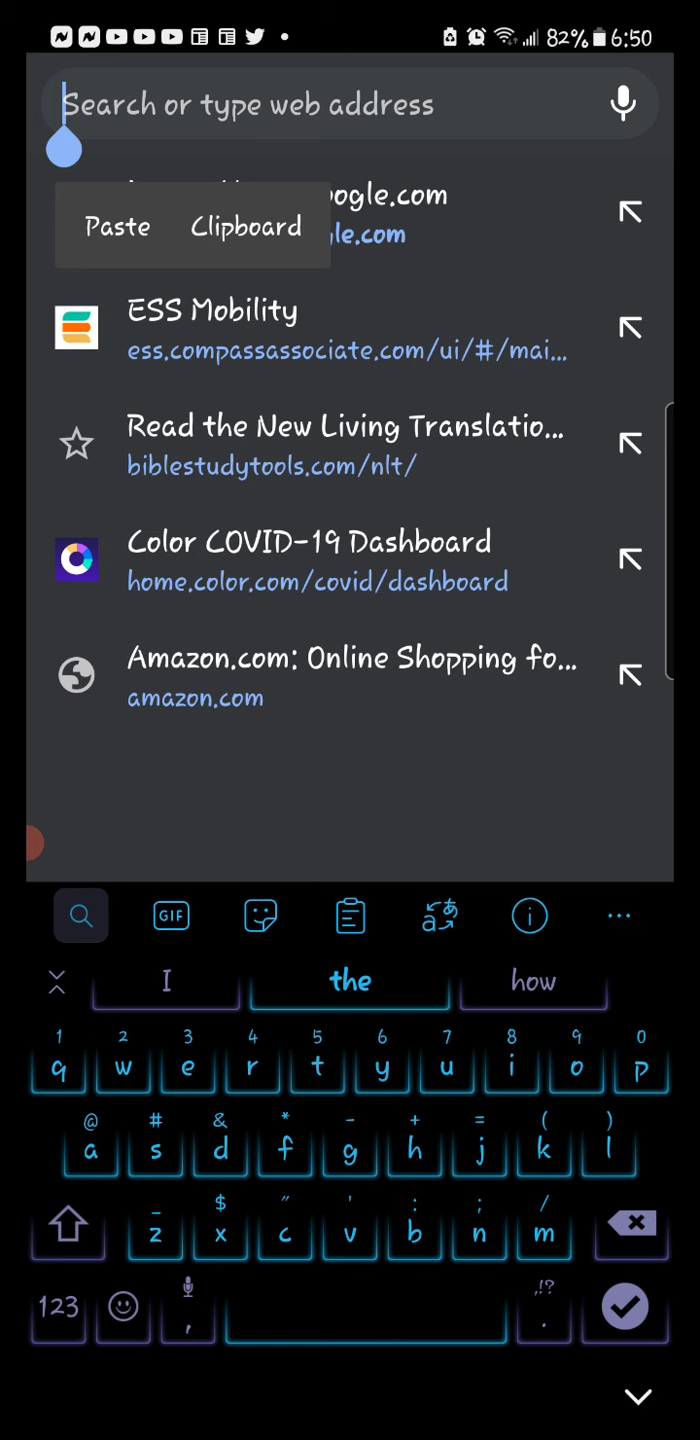 82% 6:50
Search or type web address
ogle.com
Paste Clipboard
le.com
ESS Mobility
ess.compassassociate.com/ui/#/mai...
Read the New Living Translatio...
biblestudytools.com/nlt/
Color COVID-19 Dashboard
home.color.com/covid/dashboard
Amazon.com: Online Shopping fo...
amazon.com
GIF
I the how
1 2 3 4 5 6 7 8 9 0
q w e r t y u i o p
@ # & * - + = ( )
a s d f g h j k l
_ $ " ' : ; /
z x c v b n m
,!?
123 , .